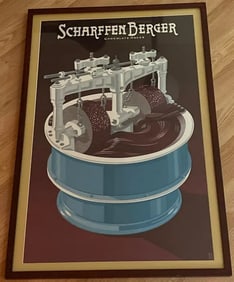 SCHARFFEN BERGER
CHOCOLATE MAKER